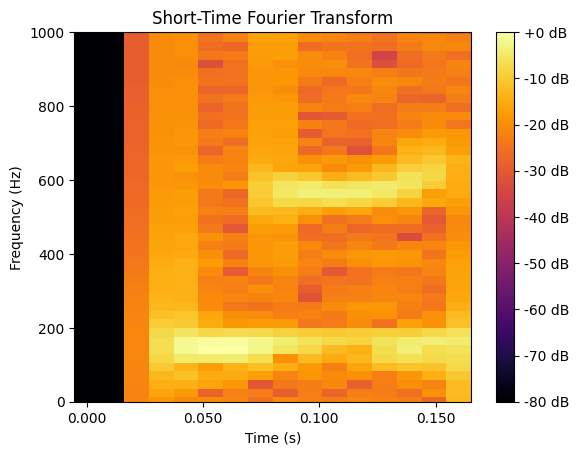 Short-Time Fourier Transform
1000
800
600
400
200
0
Frequency (Hz)
0.000
0.050
0.100
0.150
Time (s)
+0 dB
-10 dB
-20 dB
-30 dB
-40 dB
-50 dB
-60 dB
-70 dB
-80 dB